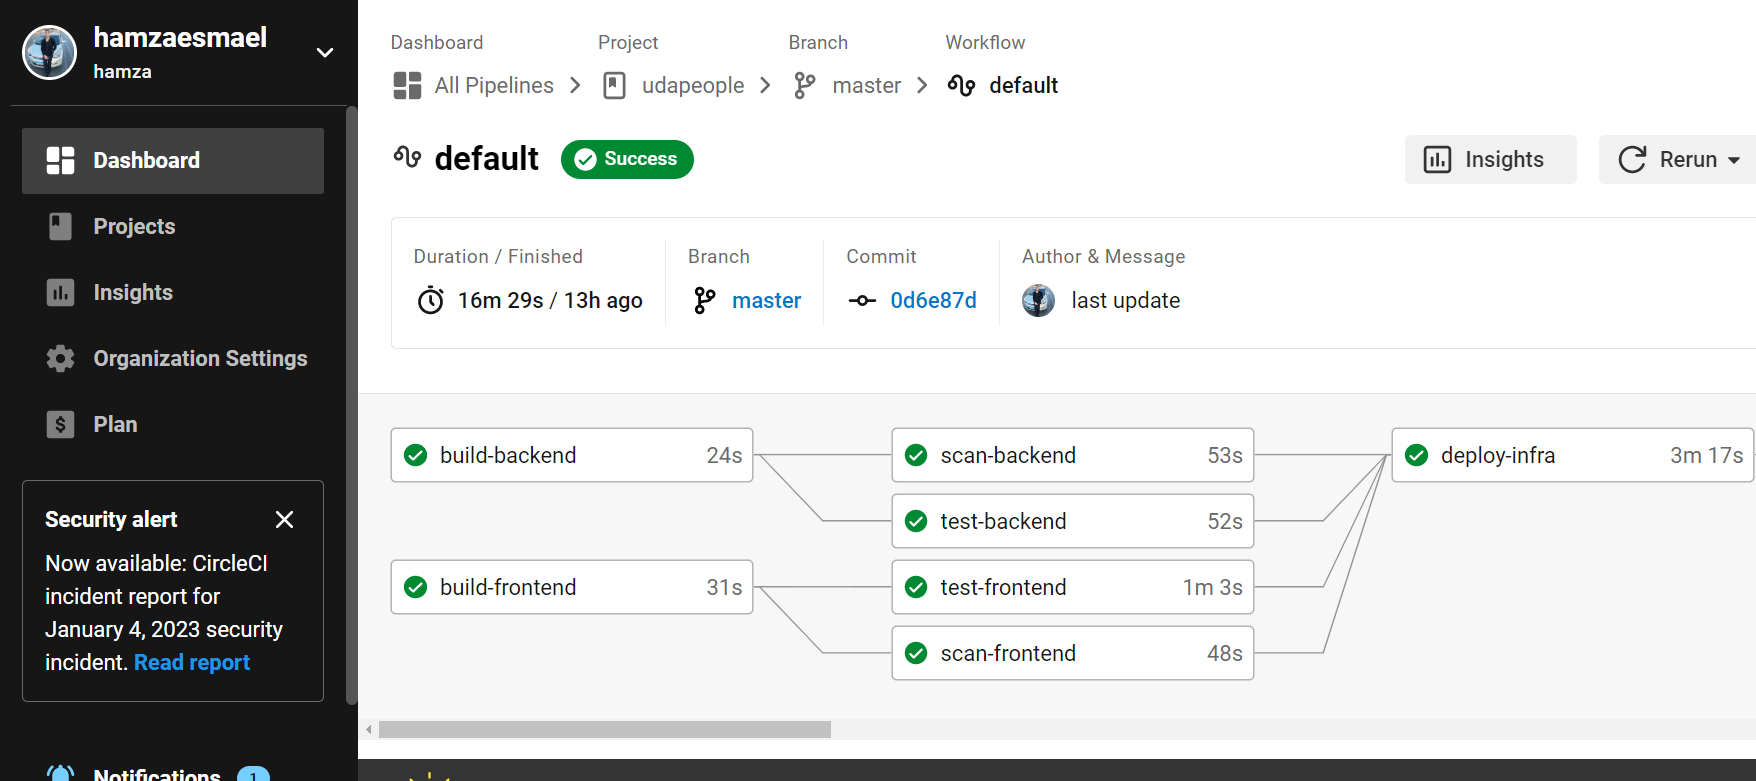 hamzaesmael
hamza
Dashboard
Projects
Insights
Organization Settings
Plan
Security alert
Now available: CircleCI
incident report for
January 4, 2023 security
incident. Read report
Notifications 1
Dashboard Project Branch Workflow
All Pipelines udapeople master default
default Success Insights Rerun
Duration / Finished Branch Commit Author & Message
16m 29s / 13h ago master 0d6e87d last update
build-backend 24s scan-backend 53s deploy-infra 3m 17s
test-backend 52s
build-frontend 31s test-frontend 1m 3s
scan-frontend 48s